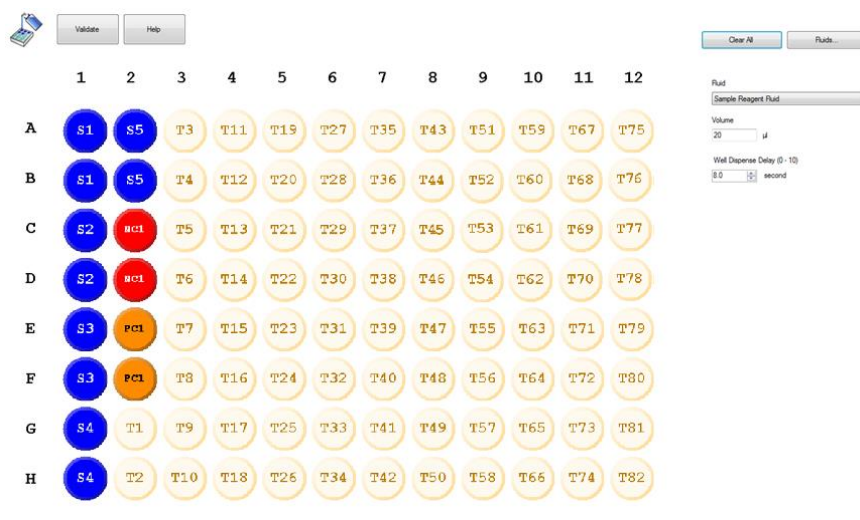 Validate Help
Clear All Fluids...
1 2 3 4 5 6 7 8 9 10 11 12
Fluid
Sample Reagent Fluid
Volume
20 µl
Well Dispense Delay (0 - 10)
8.0 second
A S1 S5 T3 T11 T19 T27 T35 T43 T51 T59 T67 T75
B S1 S5 T4 T12 T20 T28 T36 T44 T52 T60 T68 T76
C S2 NC1 T5 T13 T21 T29 T37 T45 T53 T61 T69 T77
D S2 NC1 T6 T14 T22 T30 T38 T46 T54 T62 T70 T78
E S3 PC1 T7 T15 T23 T31 T39 T47 T55 T63 T71 T79
F S3 PC1 T8 T16 T24 T32 T40 T48 T56 T64 T72 T80
G S4 T1 T9 T17 T25 T33 T41 T49 T57 T65 T73 T81
H S4 T2 T10 T18 T26 T34 T42 T50 T58 T66 T74 T82